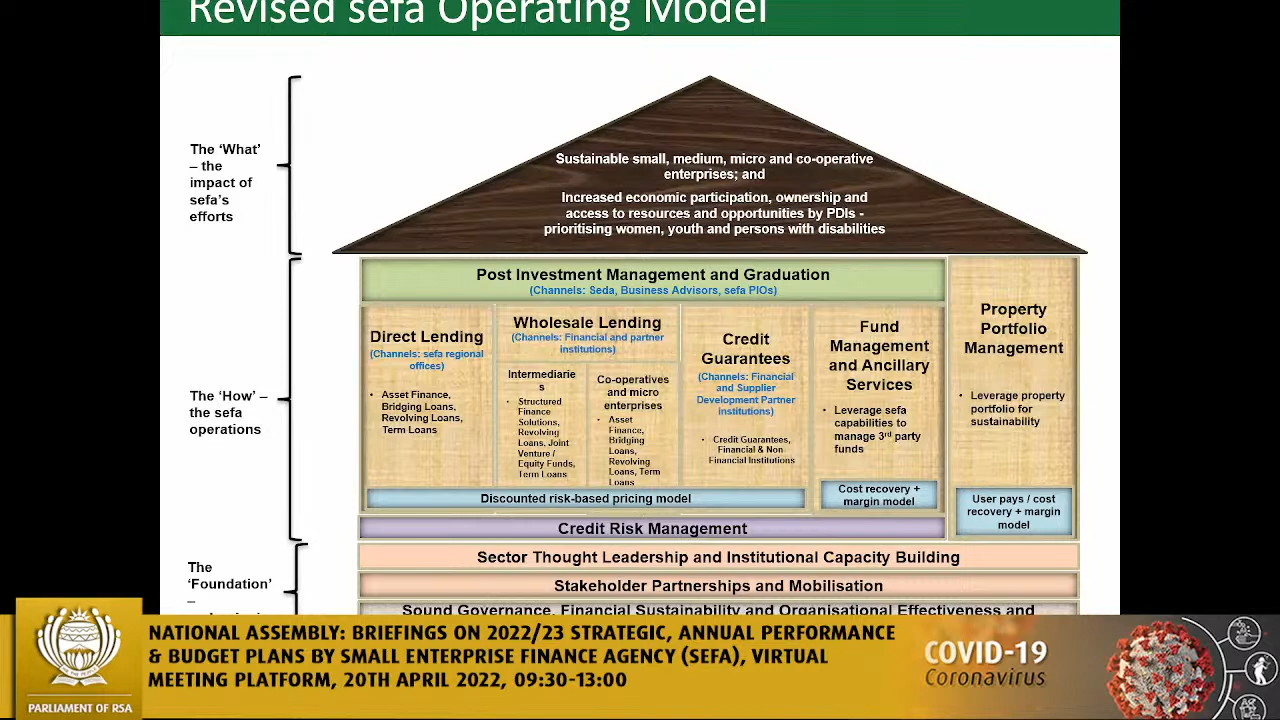 Revised sefa Operating Model
The ‘What’
– the
impact of
sefa’s
efforts
Sustainable small, medium, micro and co-operative
enterprises; and
Increased economic participation, ownership and
access to resources and opportunities by PDIs -
prioritising women, youth and persons with disabilities
The ‘How’ –
the sefa
operations
Post Investment Management and Graduation
(Channels: Seda, Business Advisors, sefa PIOs)
Direct Lending
(Channels: sefa regional
offices)
• Asset Finance,
Bridging Loans,
Revolving Loans,
Term Loans
Wholesale Lending
(Channels: Financial and partner
institutions)
Intermediarie
s
• Structured
Finance
Solutions,
Revolving
Loans, Joint
Venture /
Equity Funds,
Term Loans
Co-operatives
and micro
enterprises
• Asset
Finance,
Bridging
Loans,
Revolving
Loans, Term
Loans
Credit
Guarantees
(Channels: Financial
and Supplier
Development Partner
institutions)
• Credit Guarantees,
Financial & Non
Financial Institutions
Fund
Management
and Ancillary
Services
• Leverage sefa
capabilities to
manage 3rd party
funds
Property
Portfolio
Management
• Leverage property
portfolio for
sustainability
Discounted risk-based pricing model
Cost recovery +
margin model
User pays / cost
recovery + margin
model
Credit Risk Management
The
‘Foundation’
–
Sector Thought Leadership and Institutional Capacity Building
Stakeholder Partnerships and Mobilisation
Sound Governance, Financial Sustainability and Organisational Effectiveness and
PARLIAMENT OF RSA
NATIONAL ASSEMBLY: BRIEFINGS ON 2022/23 STRATEGIC, ANNUAL PERFORMANCE
& BUDGET PLANS BY SMALL ENTERPRISE FINANCE AGENCY (SEFA), VIRTUAL
MEETING PLATFORM, 20TH APRIL 2022, 09:30-13:00
COVID-19
Coronavirus